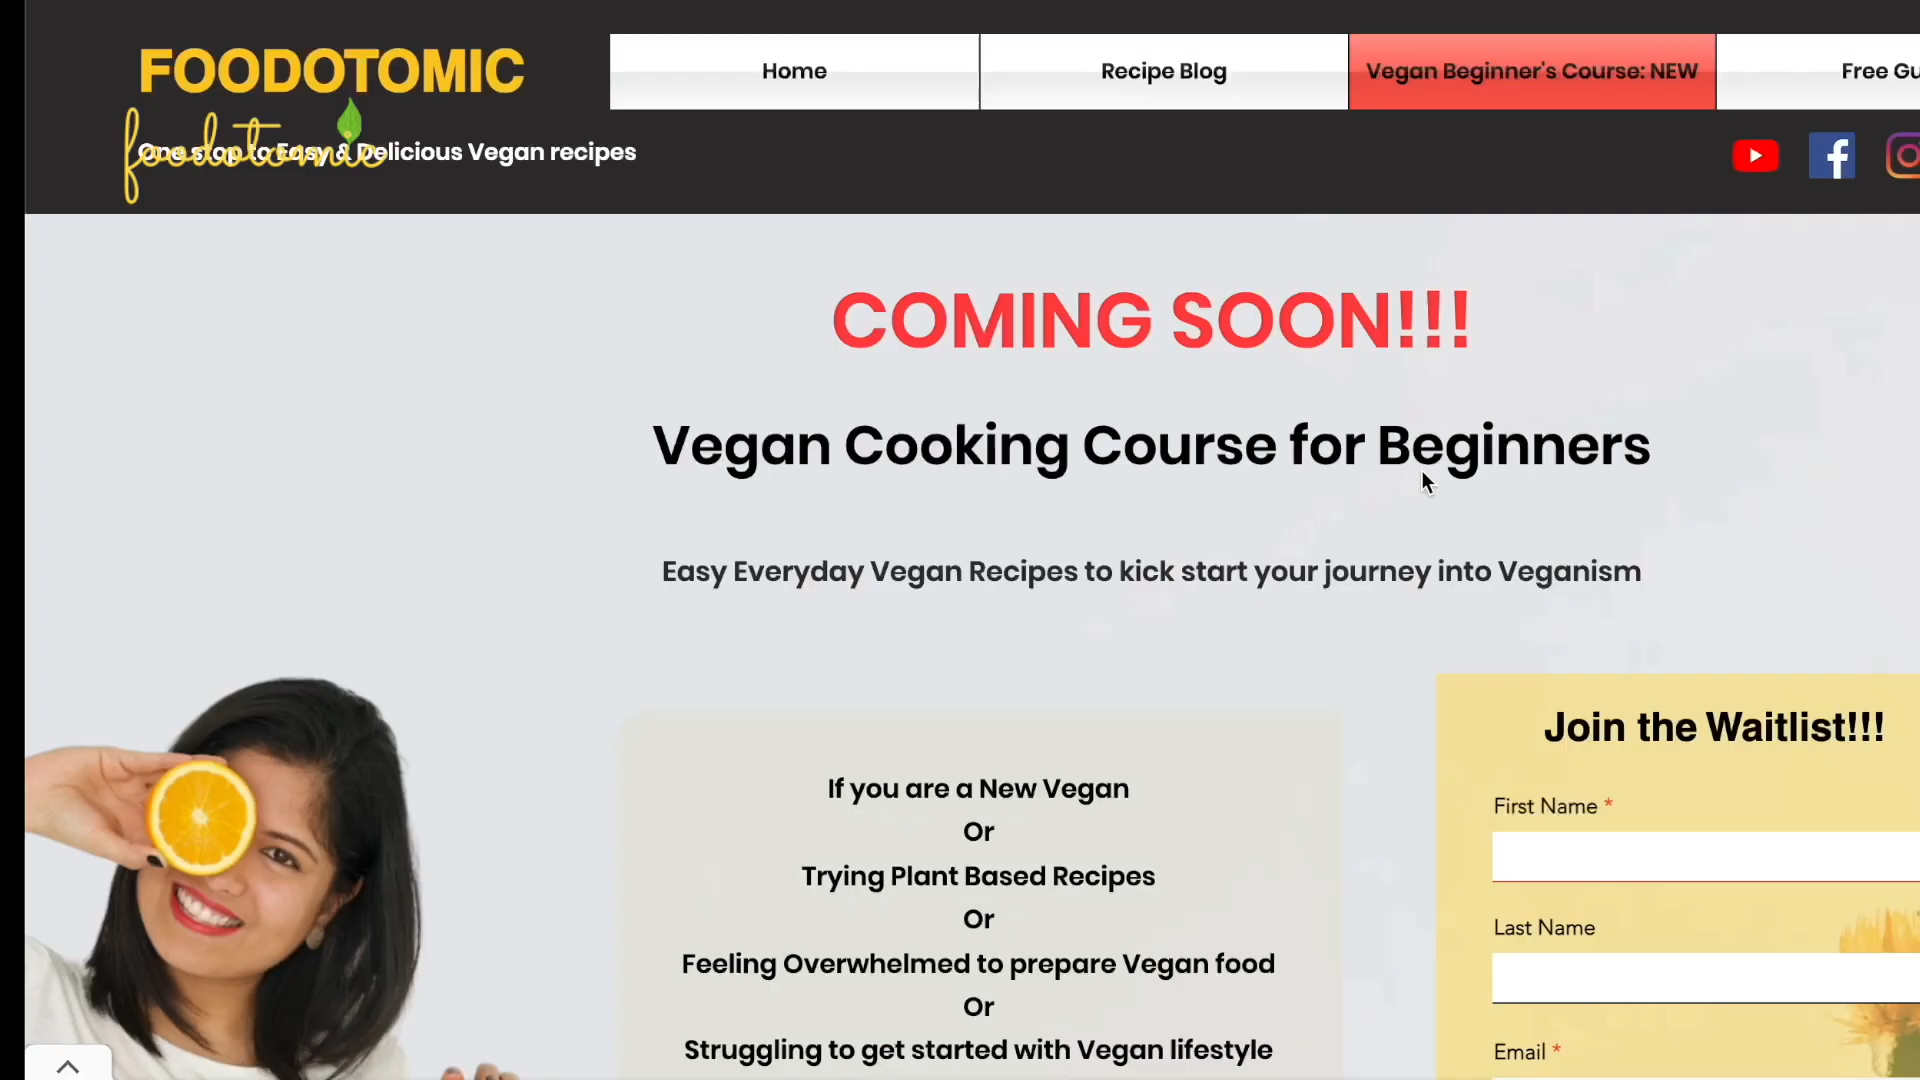 FOODOTOMIC
foodotomic
One stop to Easy & Delicious Vegan recipes
Home
Recipe Blog
Vegan Beginner's Course: NEW
Free Gu
COMING SOON!!!
Vegan Cooking Course for Beginners
Easy Everyday Vegan Recipes to kick start your journey into Veganism
If you are a New Vegan
Or
Trying Plant Based Recipes
Or
Feeling Overwhelmed to prepare Vegan food
Or
Struggling to get started with Vegan lifestyle
Join the Waitlist!!!
First Name *
Last Name
Email *